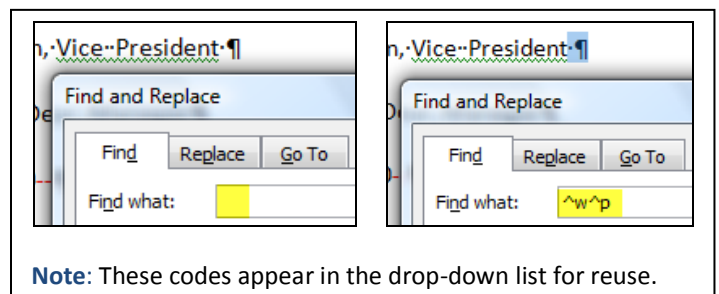 n,·Vice··President·¶
n,·Vice··President·¶
Find and Replace
Find and Replace
Find Replace Go To
Find Replace Go To
Find what:
Find what: ^w^p
Note: These codes appear in the drop-down list for reuse.